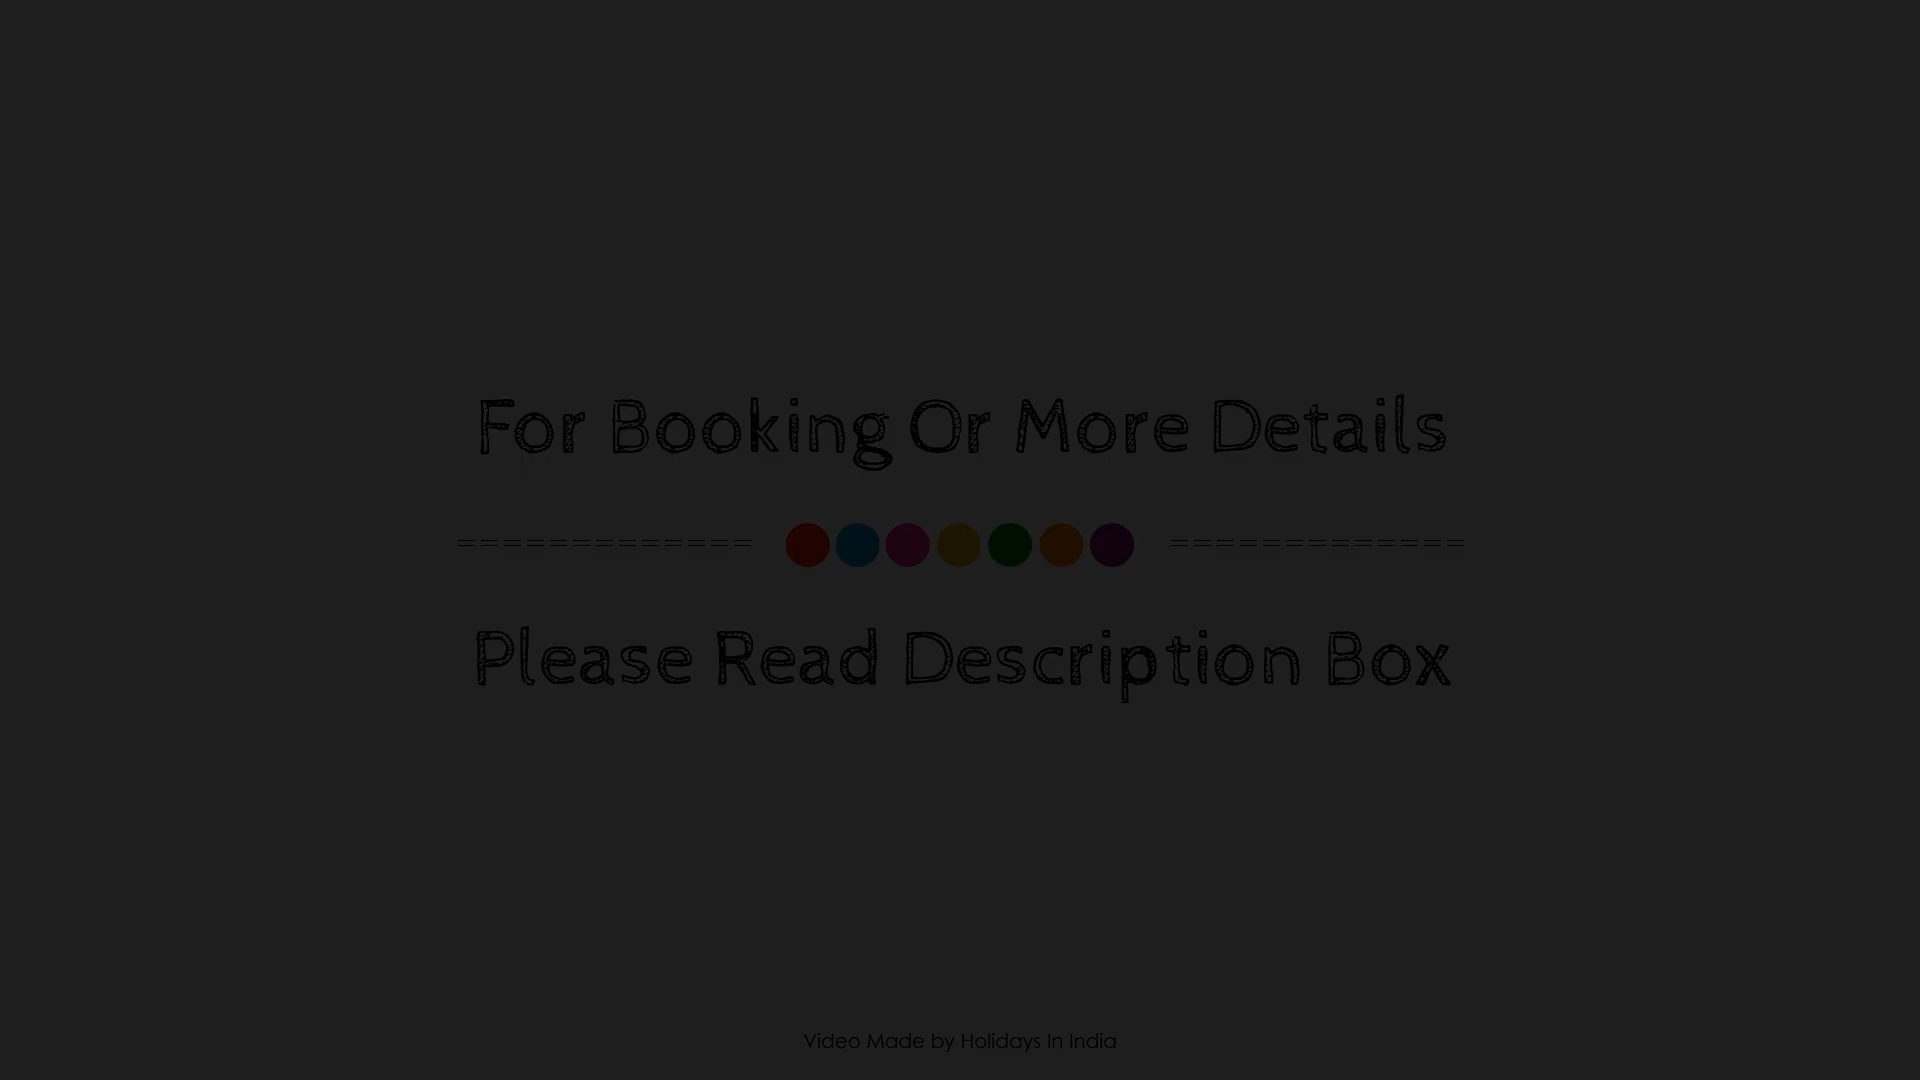 For Booking Or More Details
============= =============
Please Read Description Box
Video Made by Holidays In India